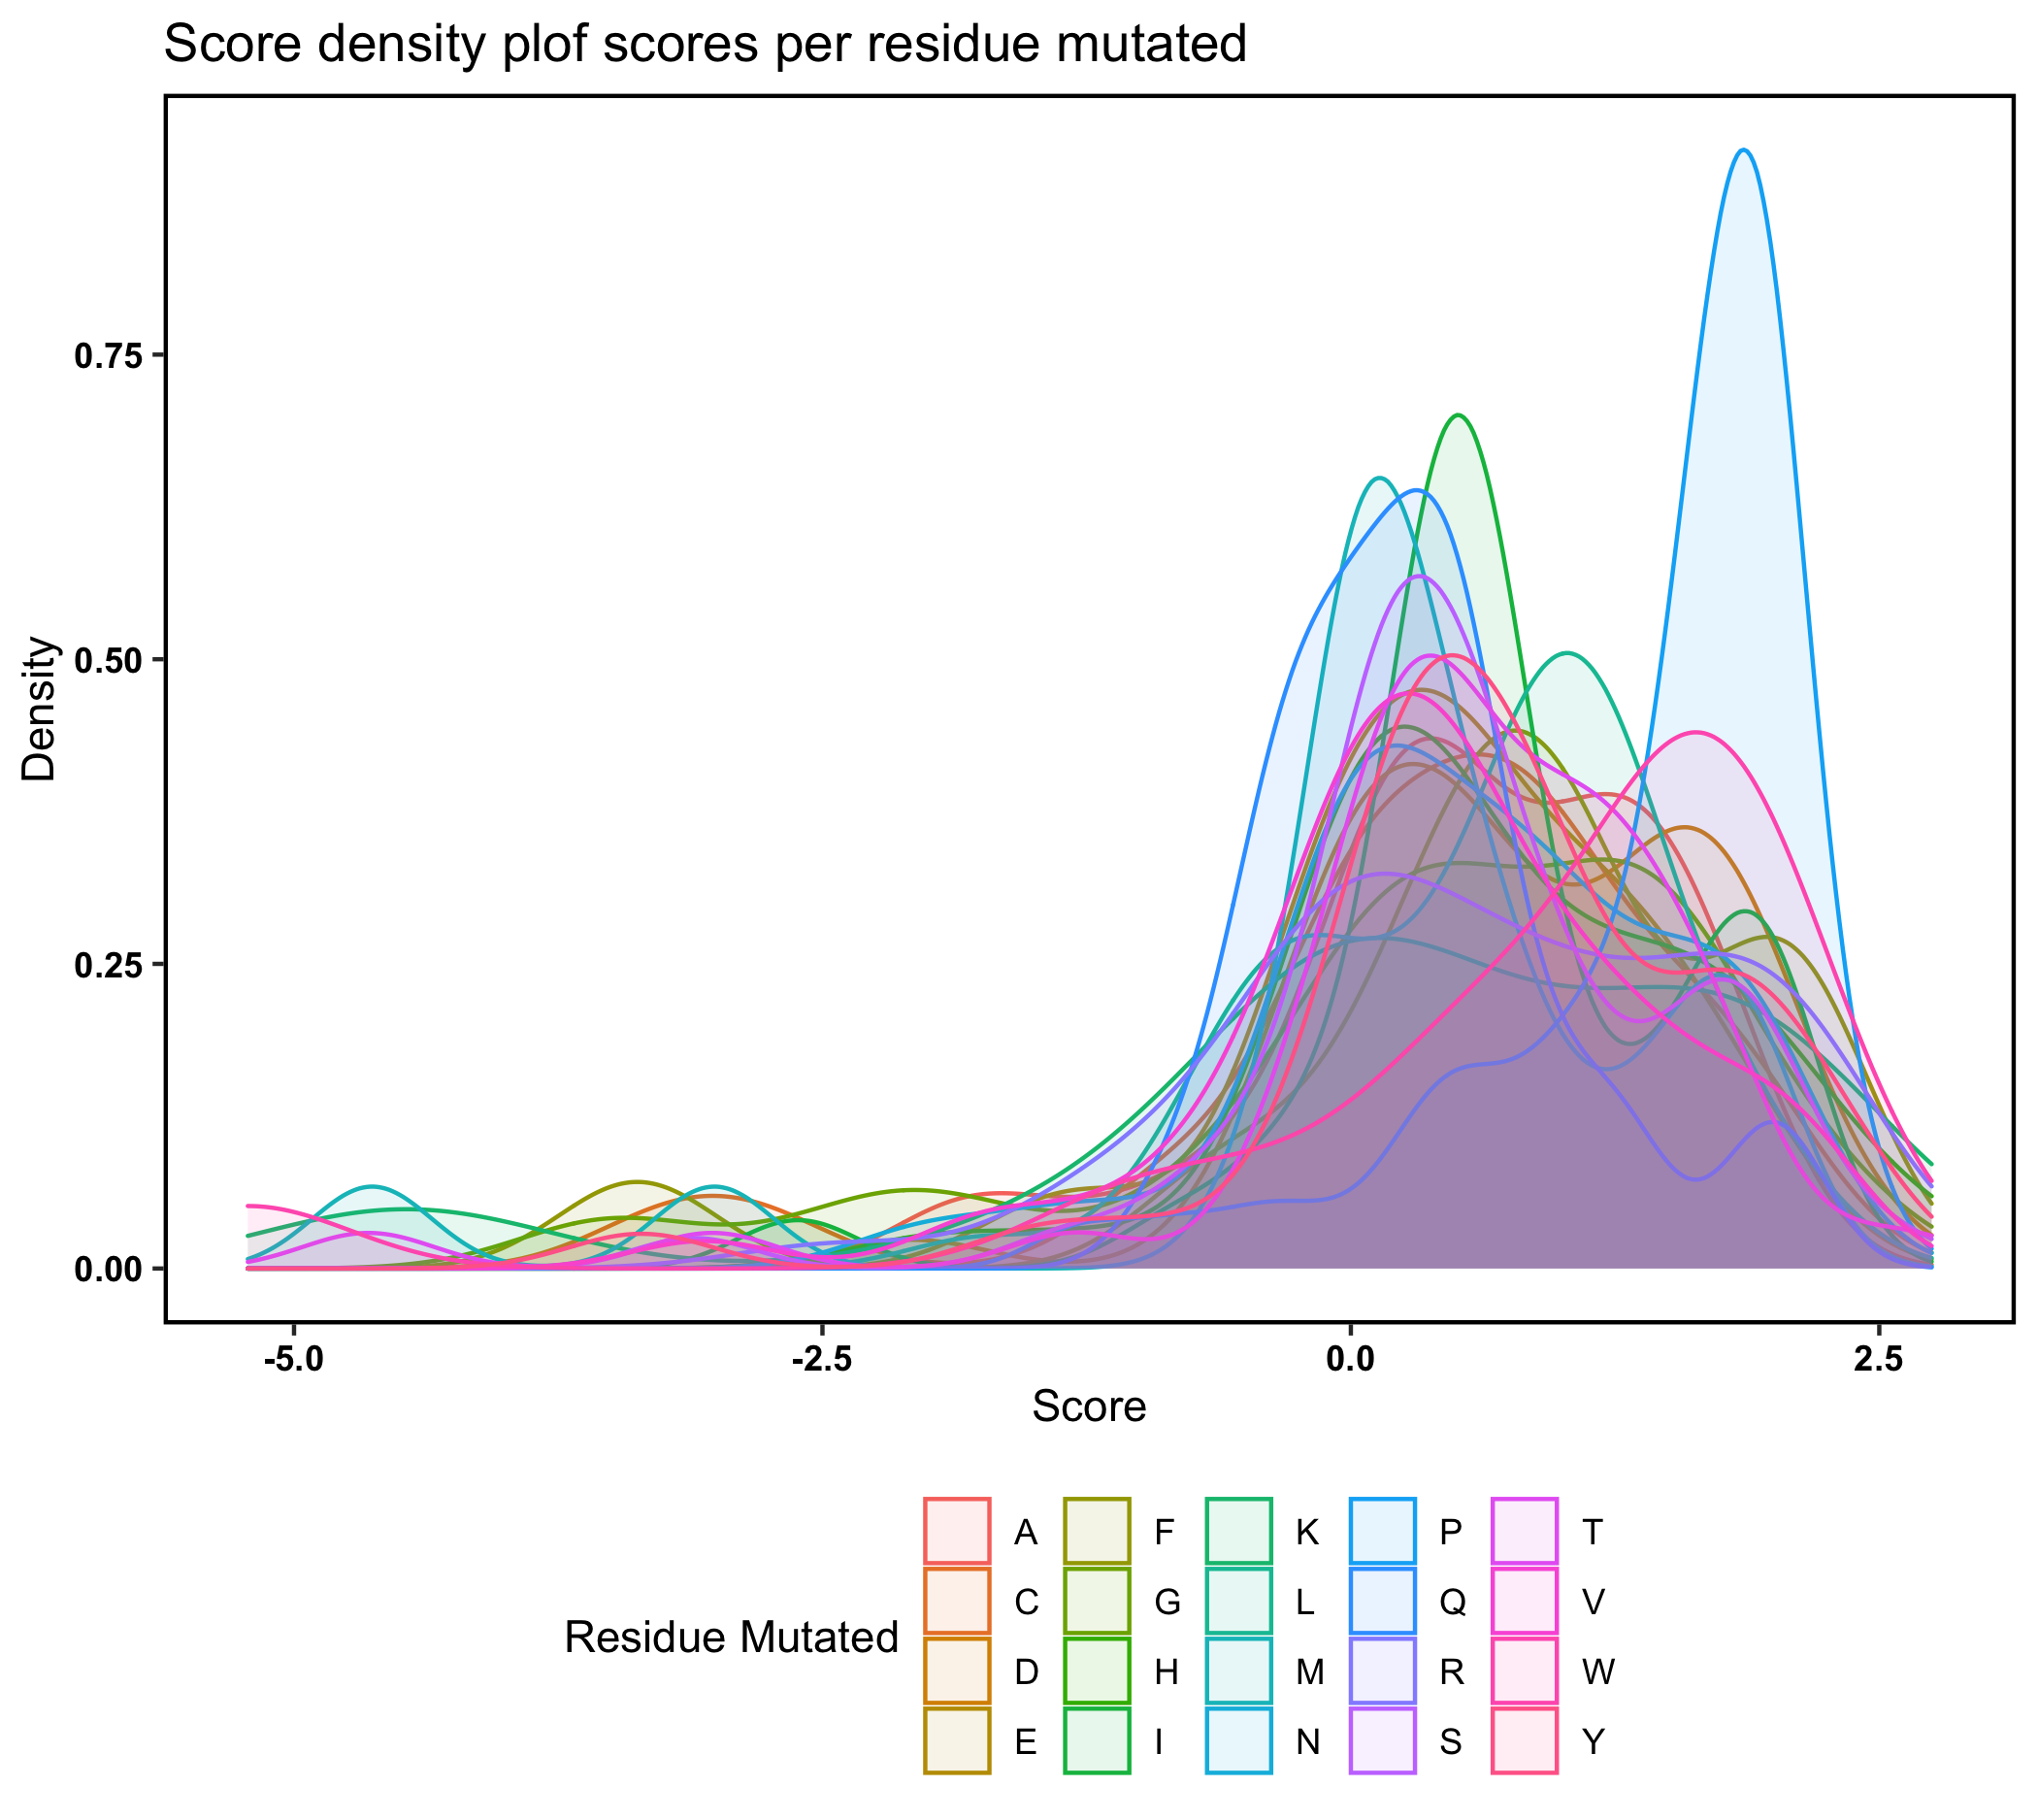 Score density plof scores per residue mutated
Density
0.75
0.50
0.25
0.00
-5.0 -2.5 0.0 2.5
Score
Residue Mutated
A F K P T
C G L Q V
D H M R W
E I N S Y